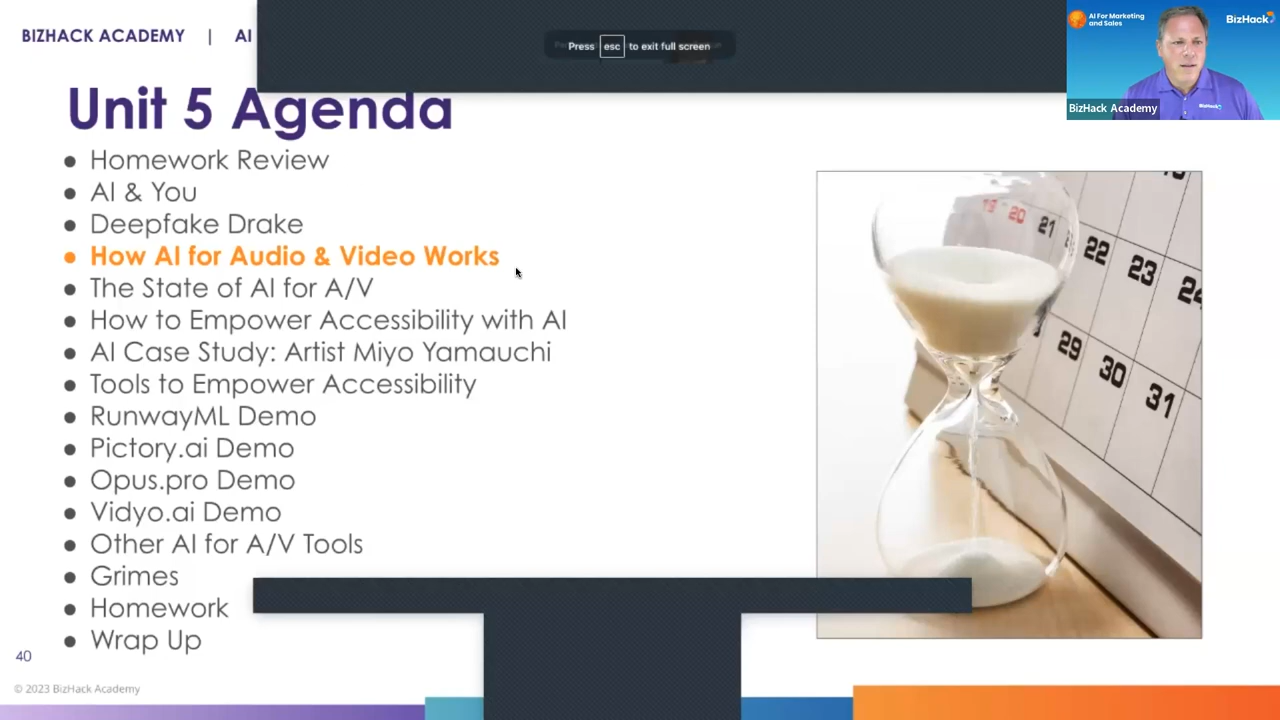 BIZHACK ACADEMY | AI
Press esc to exit full screen
AI For Marketing
and Sales
BizHack
BizHack
BizHack Academy
Unit 5 Agenda
● Homework Review
● AI & You
● Deepfake Drake
● How AI for Audio & Video Works
● The State of AI for A/V
● How to Empower Accessibility with AI
● AI Case Study: Artist Miyo Yamauchi
● Tools to Empower Accessibility
● RunwayML Demo
● Pictory.ai Demo
● Opus.pro Demo
● Vidyo.ai Demo
● Other AI for A/V Tools
● Grimes
● Homework
● Wrap Up
19 20 21 22 23 24
29 30 31
40
© 2023 BizHack Academy